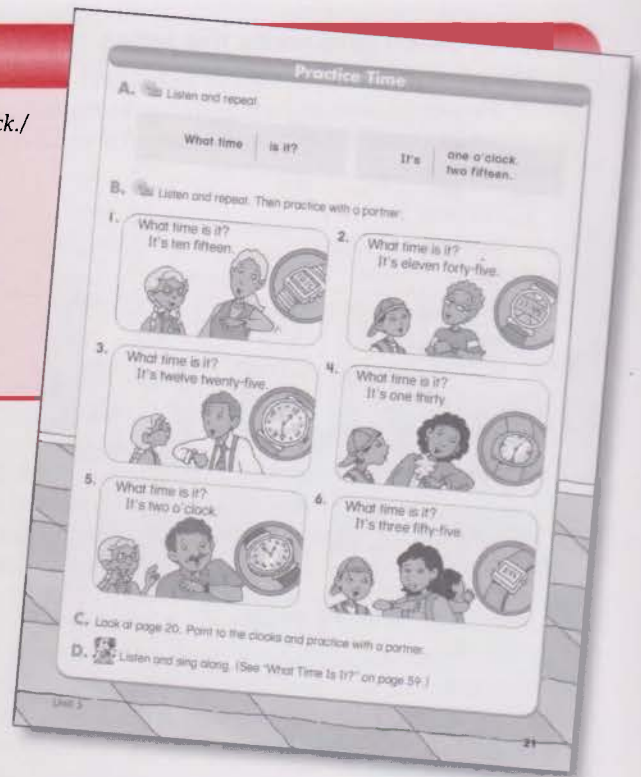 ck./
Practice Time
A. Listen and repeat.
What time is it?
It's one o'clock.
two fifteen.
B. Listen and repeat. Then practice with a partner.
1. What time is it?
It's ten fifteen.
2. What time is it?
It's eleven forty-five.
3. What time is it?
It's twelve twenty-five.
4. What time is it?
It's one thirty.
5. What time is it?
It's two o'clock.
6. What time is it?
It's three fifty-five.
C. Look at page 20. Point to the clocks and practice with a partner.
D. Listen and sing along. (See "What Time Is It?" on page 59.)
Unit 3
21